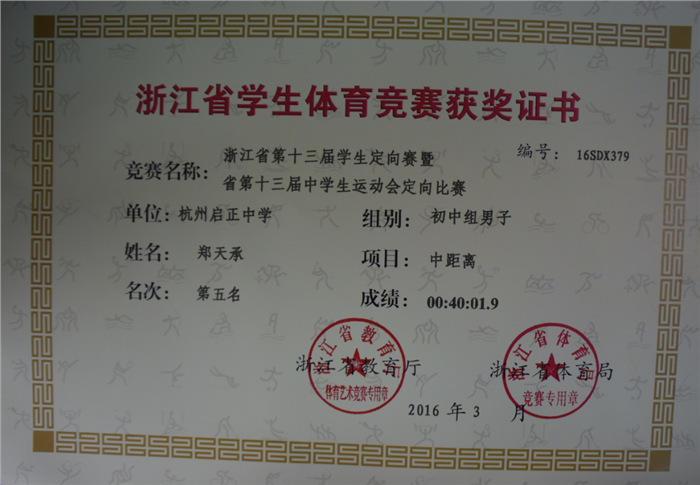 浙江省学生体育竞赛获奖证书
编号: 16SDX379
竞赛名称: 浙江省第十三届学生定向赛暨
省第十三届中学生运动会定向比赛
单位: 杭州启正中学 组别: 初中组男子
姓名: 郑天承 项目: 中距离
名次: 第五名 成绩: 00:40:01.9
浙江省教育厅 浙江省体育局
浙江省教育厅
体育艺术竞赛专用章
浙江省体育局
竞赛专用章
2016 年 3 月